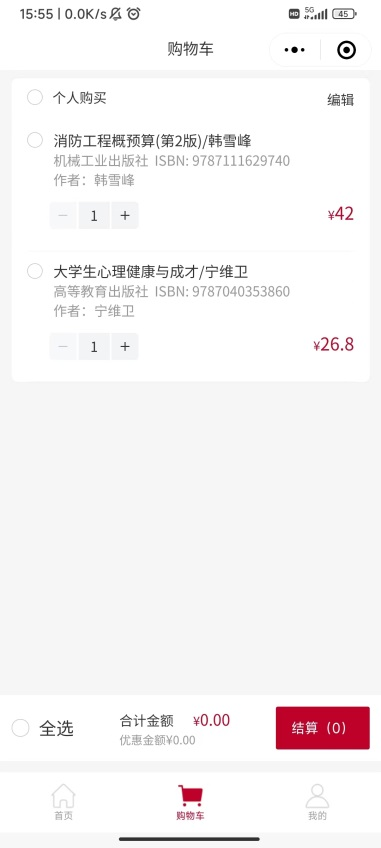 15:55 | 0.0K/s
HD 5G 45
购物车
个人购买
编辑
消防工程概预算(第2版)/韩雪峰
机械工业出版社 ISBN: 9787111629740
作者：韩雪峰
− 1 +
¥42
大学生心理健康与成才/宁维卫
高等教育出版社 ISBN: 9787040353860
作者：宁维卫
− 1 +
¥26.8
全选
合计金额 ¥0.00
优惠金额¥0.00
结算（0）
首页
购物车
我的